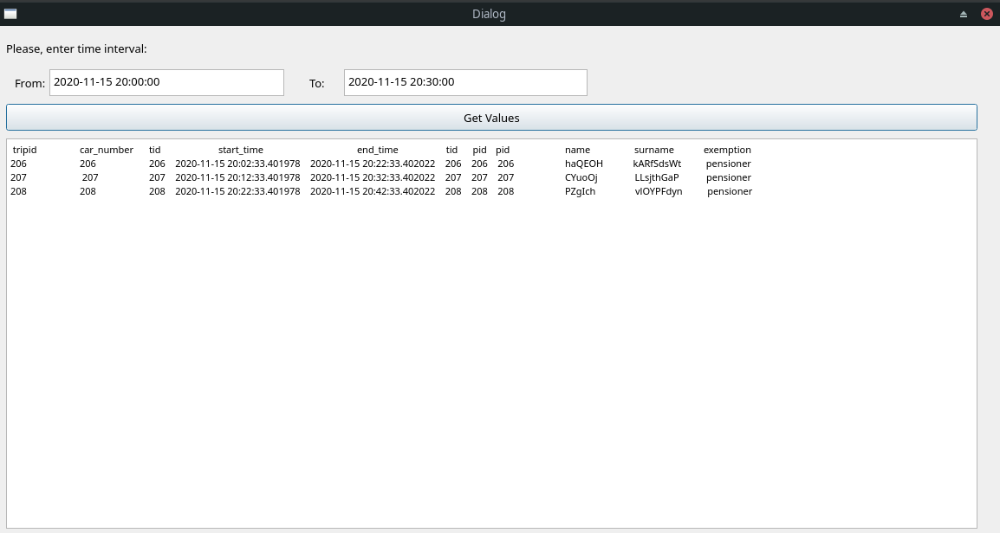 Dialog
Please, enter time interval:
From: 2020-11-15 20:00:00 To: 2020-11-15 20:30:00
Get Values
tripid car_number tid start_time end_time tid pid pid name surname exemption
206 206 206 2020-11-15 20:02:33.401978 2020-11-15 20:22:33.402022 206 206 206 haQEOH kARfSdsWt pensioner
207 207 207 2020-11-15 20:12:33.401978 2020-11-15 20:32:33.402022 207 207 207 CYuoOj LLsjthGaP pensioner
208 208 208 2020-11-15 20:22:33.401978 2020-11-15 20:42:33.402022 208 208 208 PZgIch vlOYPFdyn pensioner